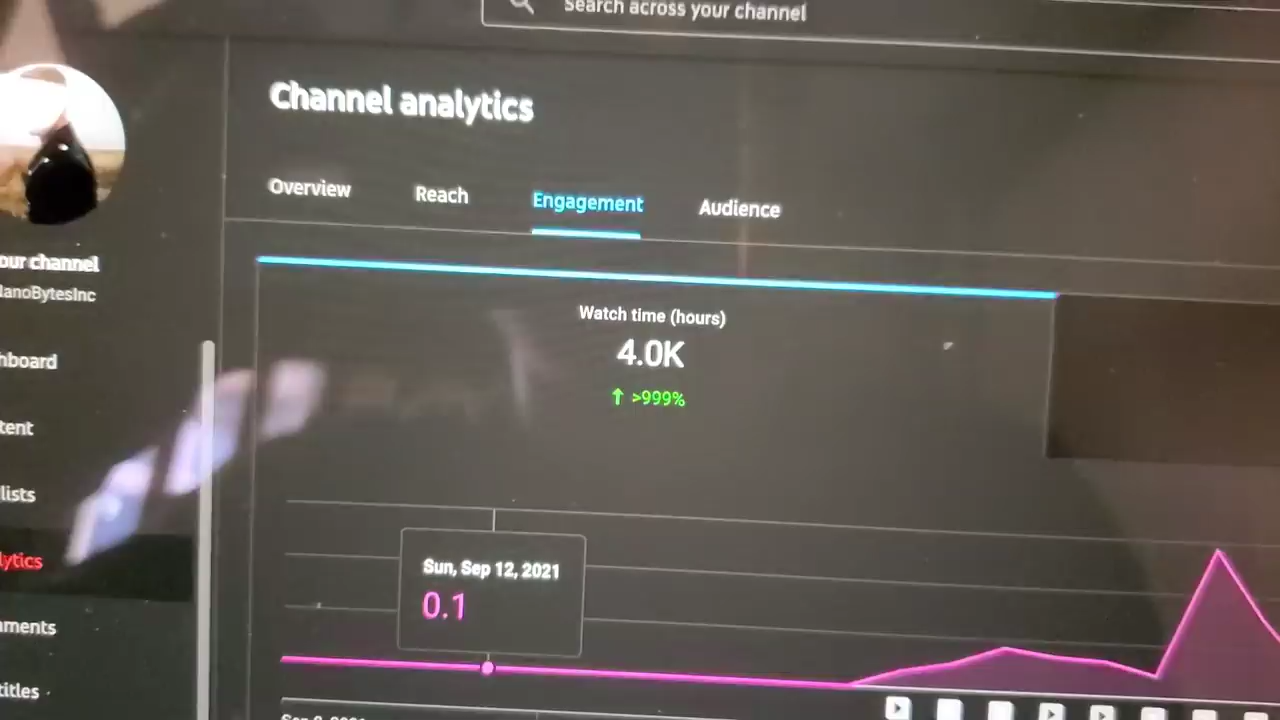 Search across your channel
Channel analytics
Overview Reach Engagement Audience
our channel
lanoBytesInc
hboard
tent
lists
lytics
ments
titles
Watch time (hours)
4.0K
↑ >999%
Sun, Sep 12, 2021
0.1